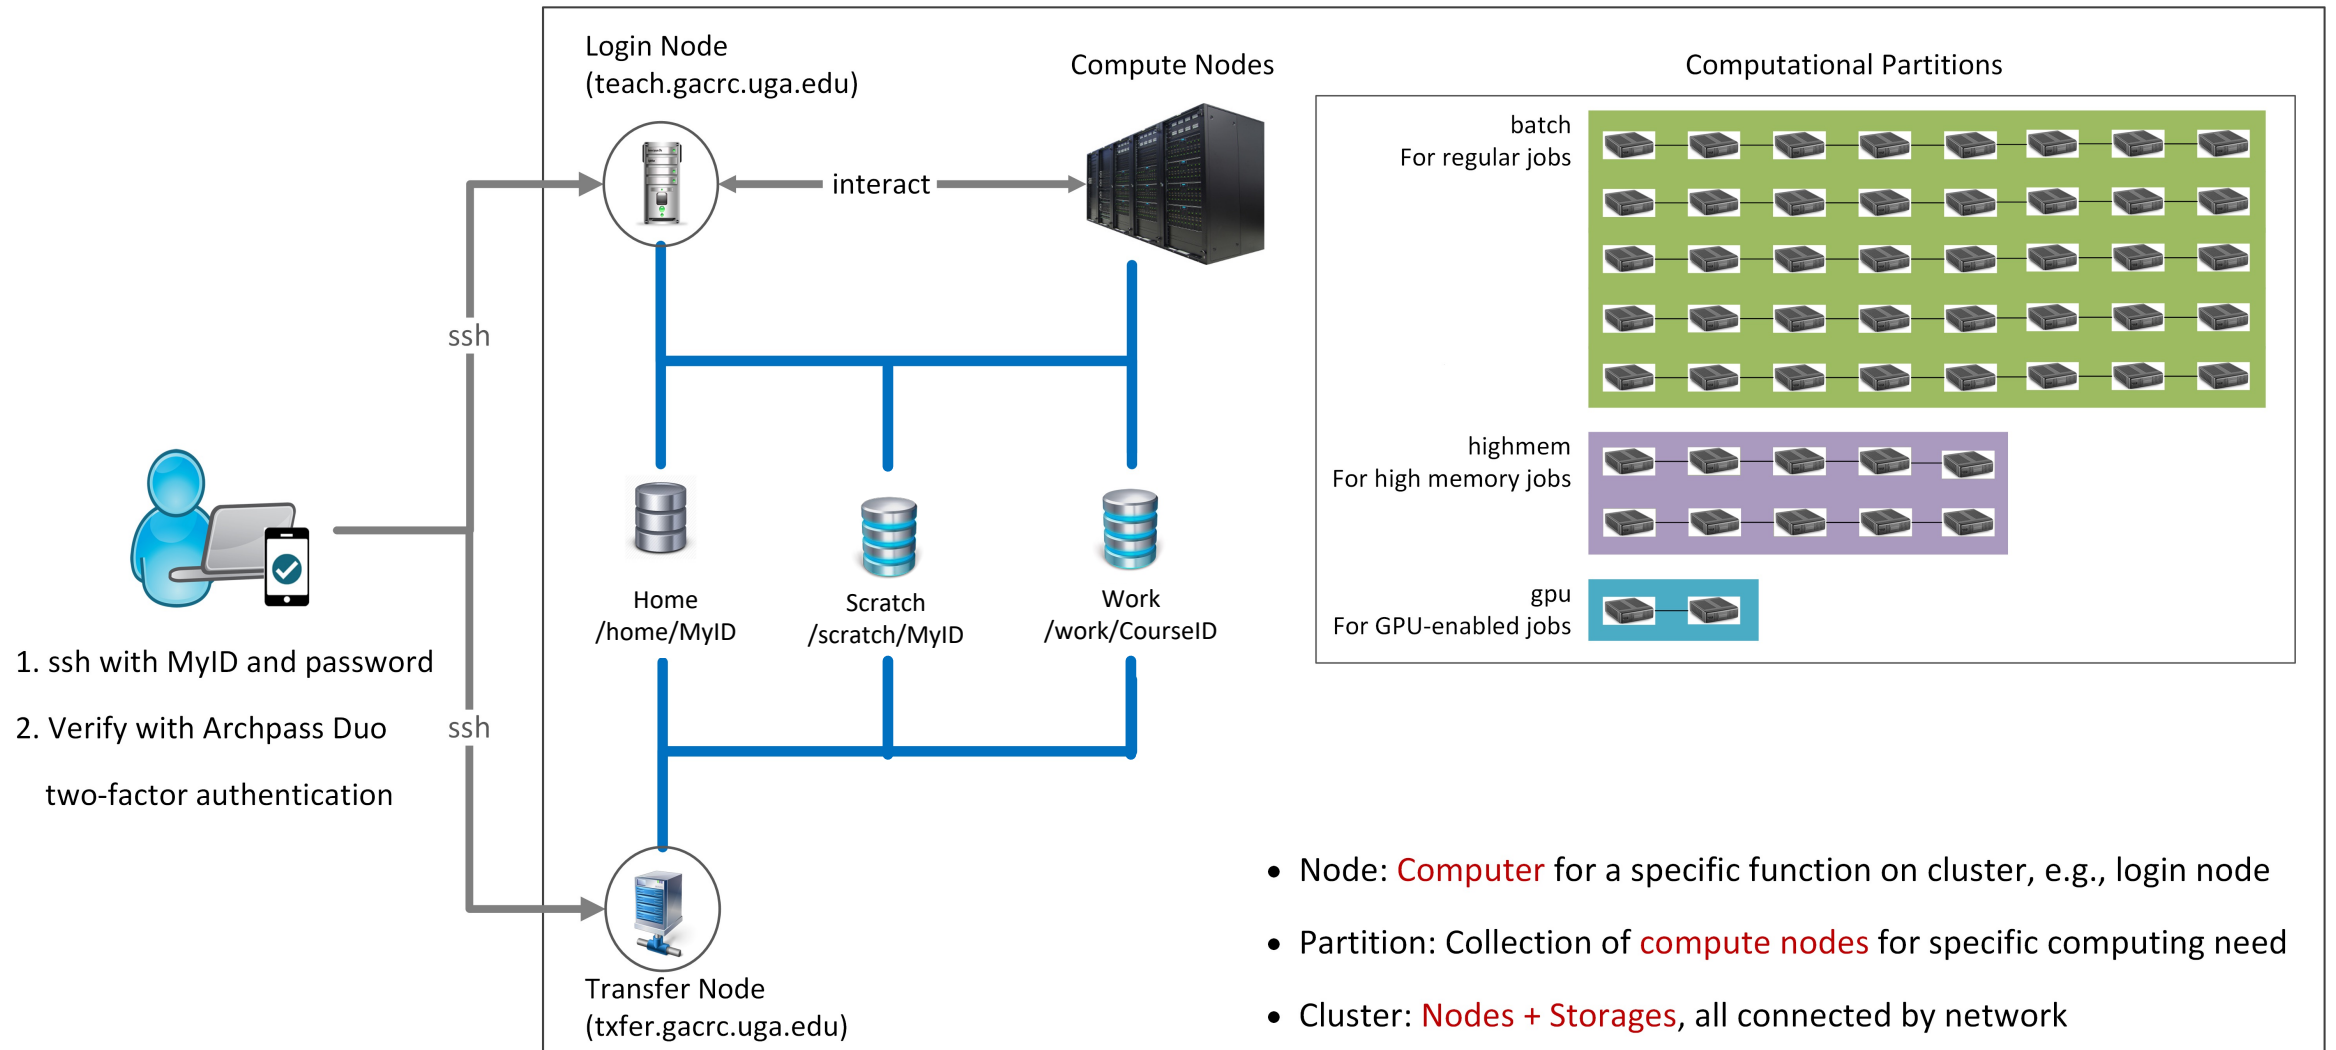 Login Node
(teach.gacrc.uga.edu)
Compute Nodes
Computational Partitions
interact
batch
For regular jobs
highmem
For high memory jobs
gpu
For GPU-enabled jobs
ssh
Home
/home/MyID
Scratch
/scratch/MyID
Work
/work/CourseID
1. ssh with MyID and password
2. Verify with Archpass Duo
two-factor authentication
ssh
Transfer Node
(txfer.gacrc.uga.edu)
• Node: Computer for a specific function on cluster, e.g., login node
• Partition: Collection of compute nodes for specific computing need
• Cluster: Nodes + Storages, all connected by network